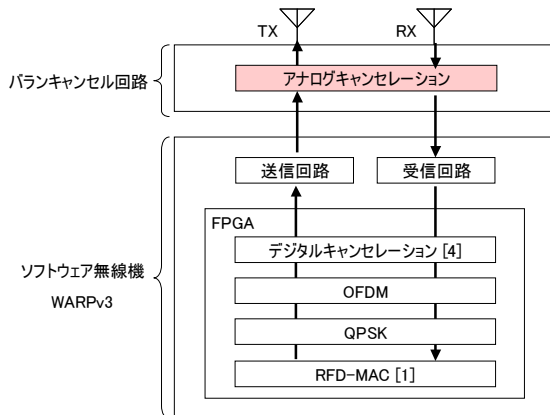 TX
RX
バランキャンセル回路
アナログキャンセレーション
送信回路
受信回路
FPGA
デジタルキャンセレーション [4]
ソフトウェア無線機
WARPv3
OFDM
QPSK
RFD-MAC [1]